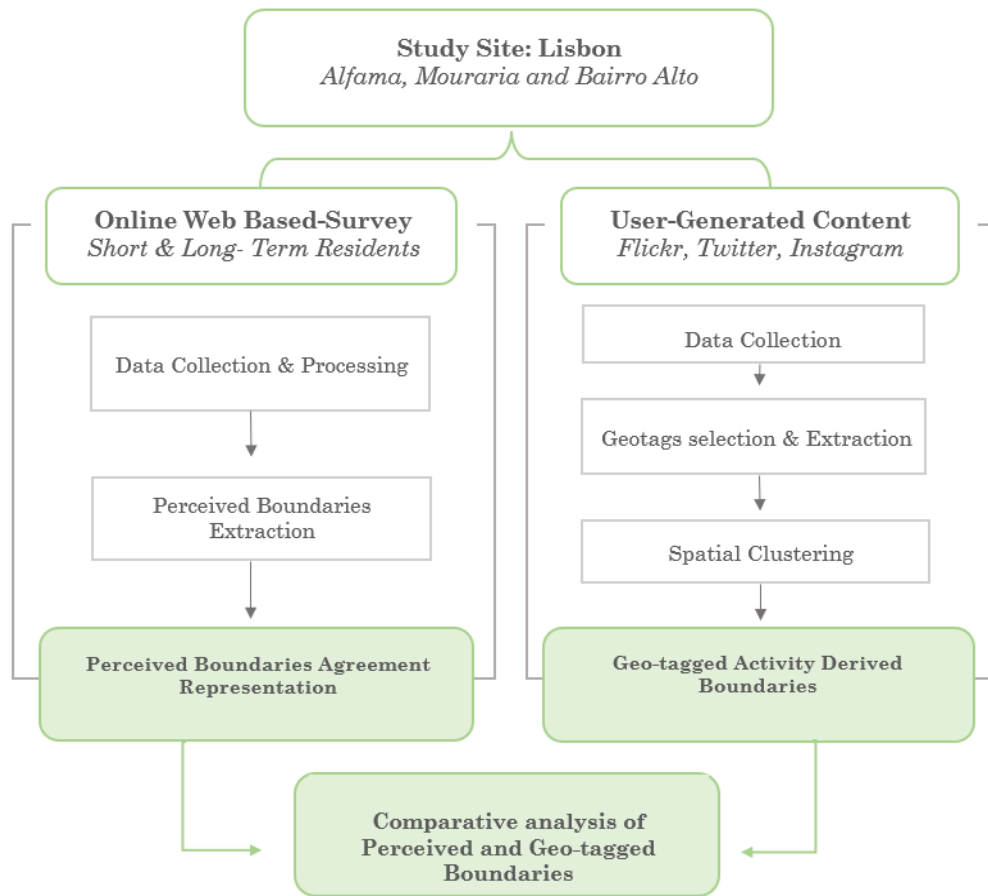 Study Site: Lisbon
Alfama, Mouraria and Bairro Alto
Online Web Based-Survey
Short & Long- Term Residents
Data Collection & Processing
Perceived Boundaries
Extraction
Perceived Boundaries Agreement
Representation
User-Generated Content
Flickr, Twitter, Instagram
Data Collection
Geotags selection & Extraction
Spatial Clustering
Geo-tagged Activity Derived
Boundaries
Comparative analysis of
Perceived and Geo-tagged
Boundaries